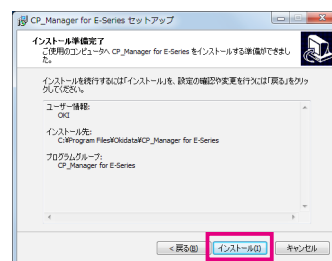 CP_Manager for E-Series セットアップ
インストール準備完了
ご使用のコンピュータへ CP_Manager for E-Series をインストールする準備ができまし
た。
インストールを続行するには「インストール」を、設定の確認や変更を行うには「戻る」をクリッ
クしてください。
ユーザー情報:
OKI
インストール先:
C:¥Program Files¥Okidata¥CP_Manager for E-Series
プログラムグループ:
CP_Manager for E-Series
< 戻る(B)
インストール(I)
キャンセル